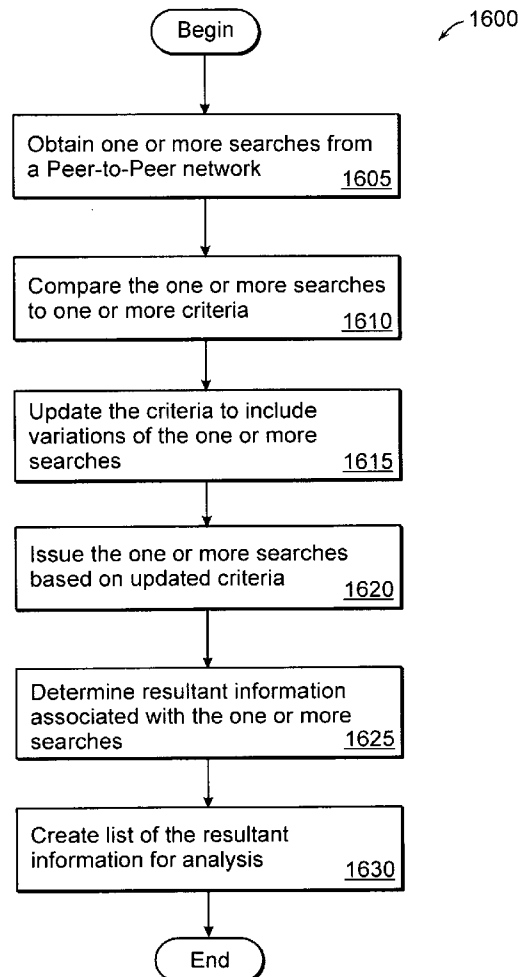 Begin
1600
Obtain one or more searches from
a Peer-to-Peer network
1605
Compare the one or more searches
to one or more criteria
1610
Update the criteria to include
variations of the one or more
searches
1615
Issue the one or more searches
based on updated criteria
1620
Determine resultant information
associated with the one or more
searches
1625
Create list of the resultant
information for analysis
1630
End